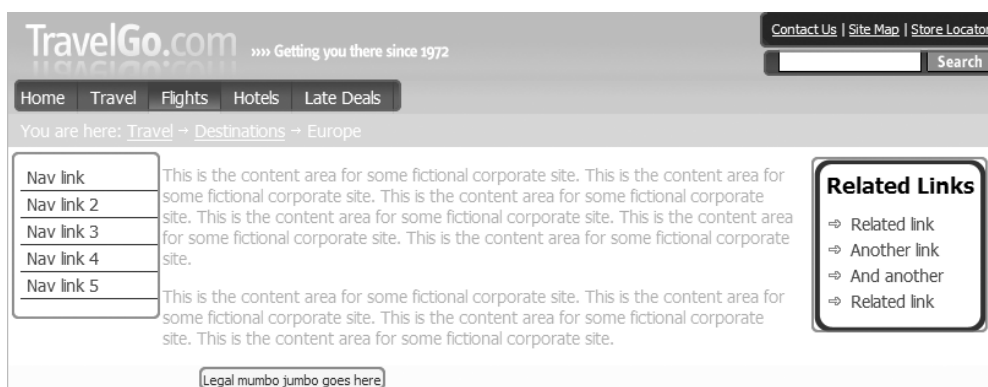 TravelGo.com »»» Getting you there since 1972
Contact Us | Site Map | Store Locator
Search
Home Travel Flights Hotels Late Deals
You are here: Travel → Destinations → Europe
Nav link
Nav link 2
Nav link 3
Nav link 4
Nav link 5
This is the content area for some fictional corporate site. This is the content area for
some fictional corporate site. This is the content area for some fictional corporate
site. This is the content area for some fictional corporate site. This is the content area
for some fictional corporate site. This is the content area for some fictional corporate
site.
This is the content area for some fictional corporate site. This is the content area for
some fictional corporate site. This is the content area for some fictional corporate
site. This is the content area for some fictional corporate site.
Related Links
⇨ Related link
⇨ Another link
⇨ And another
⇨ Related link
Legal mumbo jumbo goes here